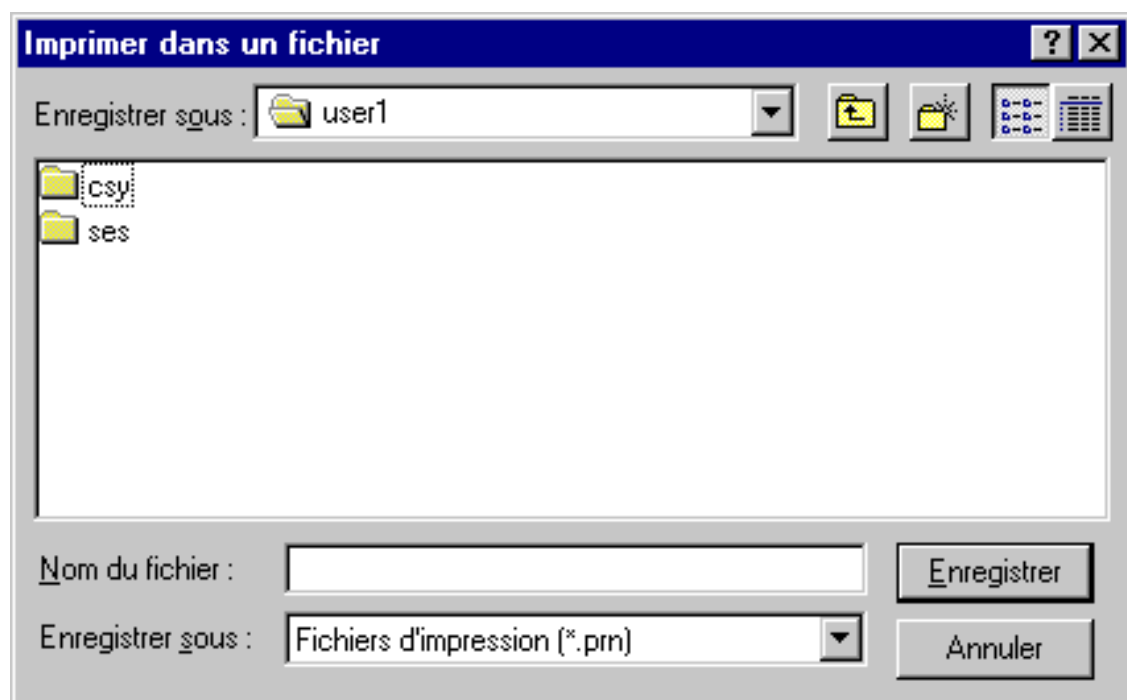 Imprimer dans un fichier
Enregistrer sous : user1
csy
ses
Nom du fichier : Enregistrer
Enregistrer sous : Fichiers d'impression (*.prn) Annuler